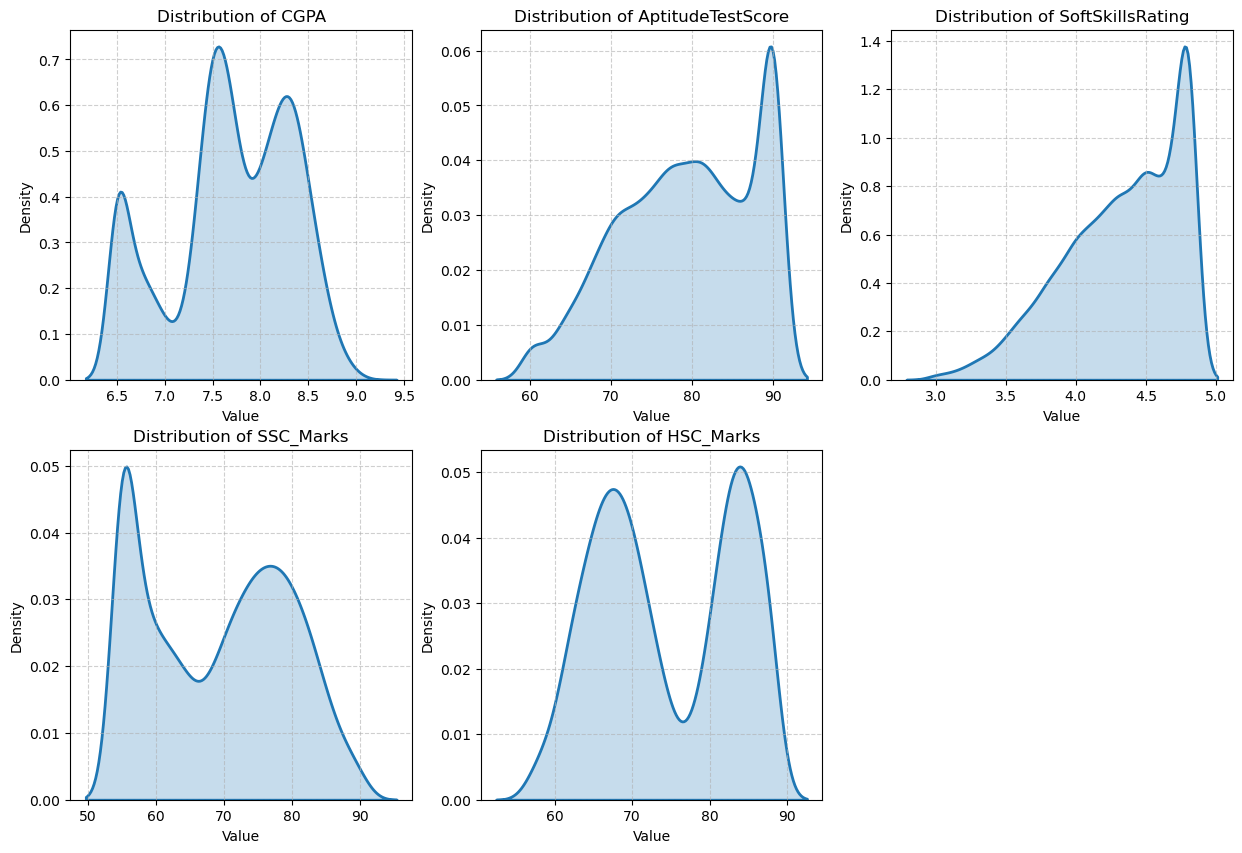 Distribution of CGPA
Density
0.7
0.6
0.5
0.4
0.3
0.2
0.1
0.0
6.5 7.0 7.5 8.0 8.5 9.0 9.5
Value
Distribution of AptitudeTestScore
Density
0.06
0.05
0.04
0.03
0.02
0.01
0.00
60 70 80 90
Value
Distribution of SoftSkillsRating
Density
1.4
1.2
1.0
0.8
0.6
0.4
0.2
0.0
3.0 3.5 4.0 4.5 5.0
Value
Distribution of SSC_Marks
Density
0.05
0.04
0.03
0.02
0.01
0.00
50 60 70 80 90
Value
Distribution of HSC_Marks
Density
0.05
0.04
0.03
0.02
0.01
0.00
60 70 80 90
Value